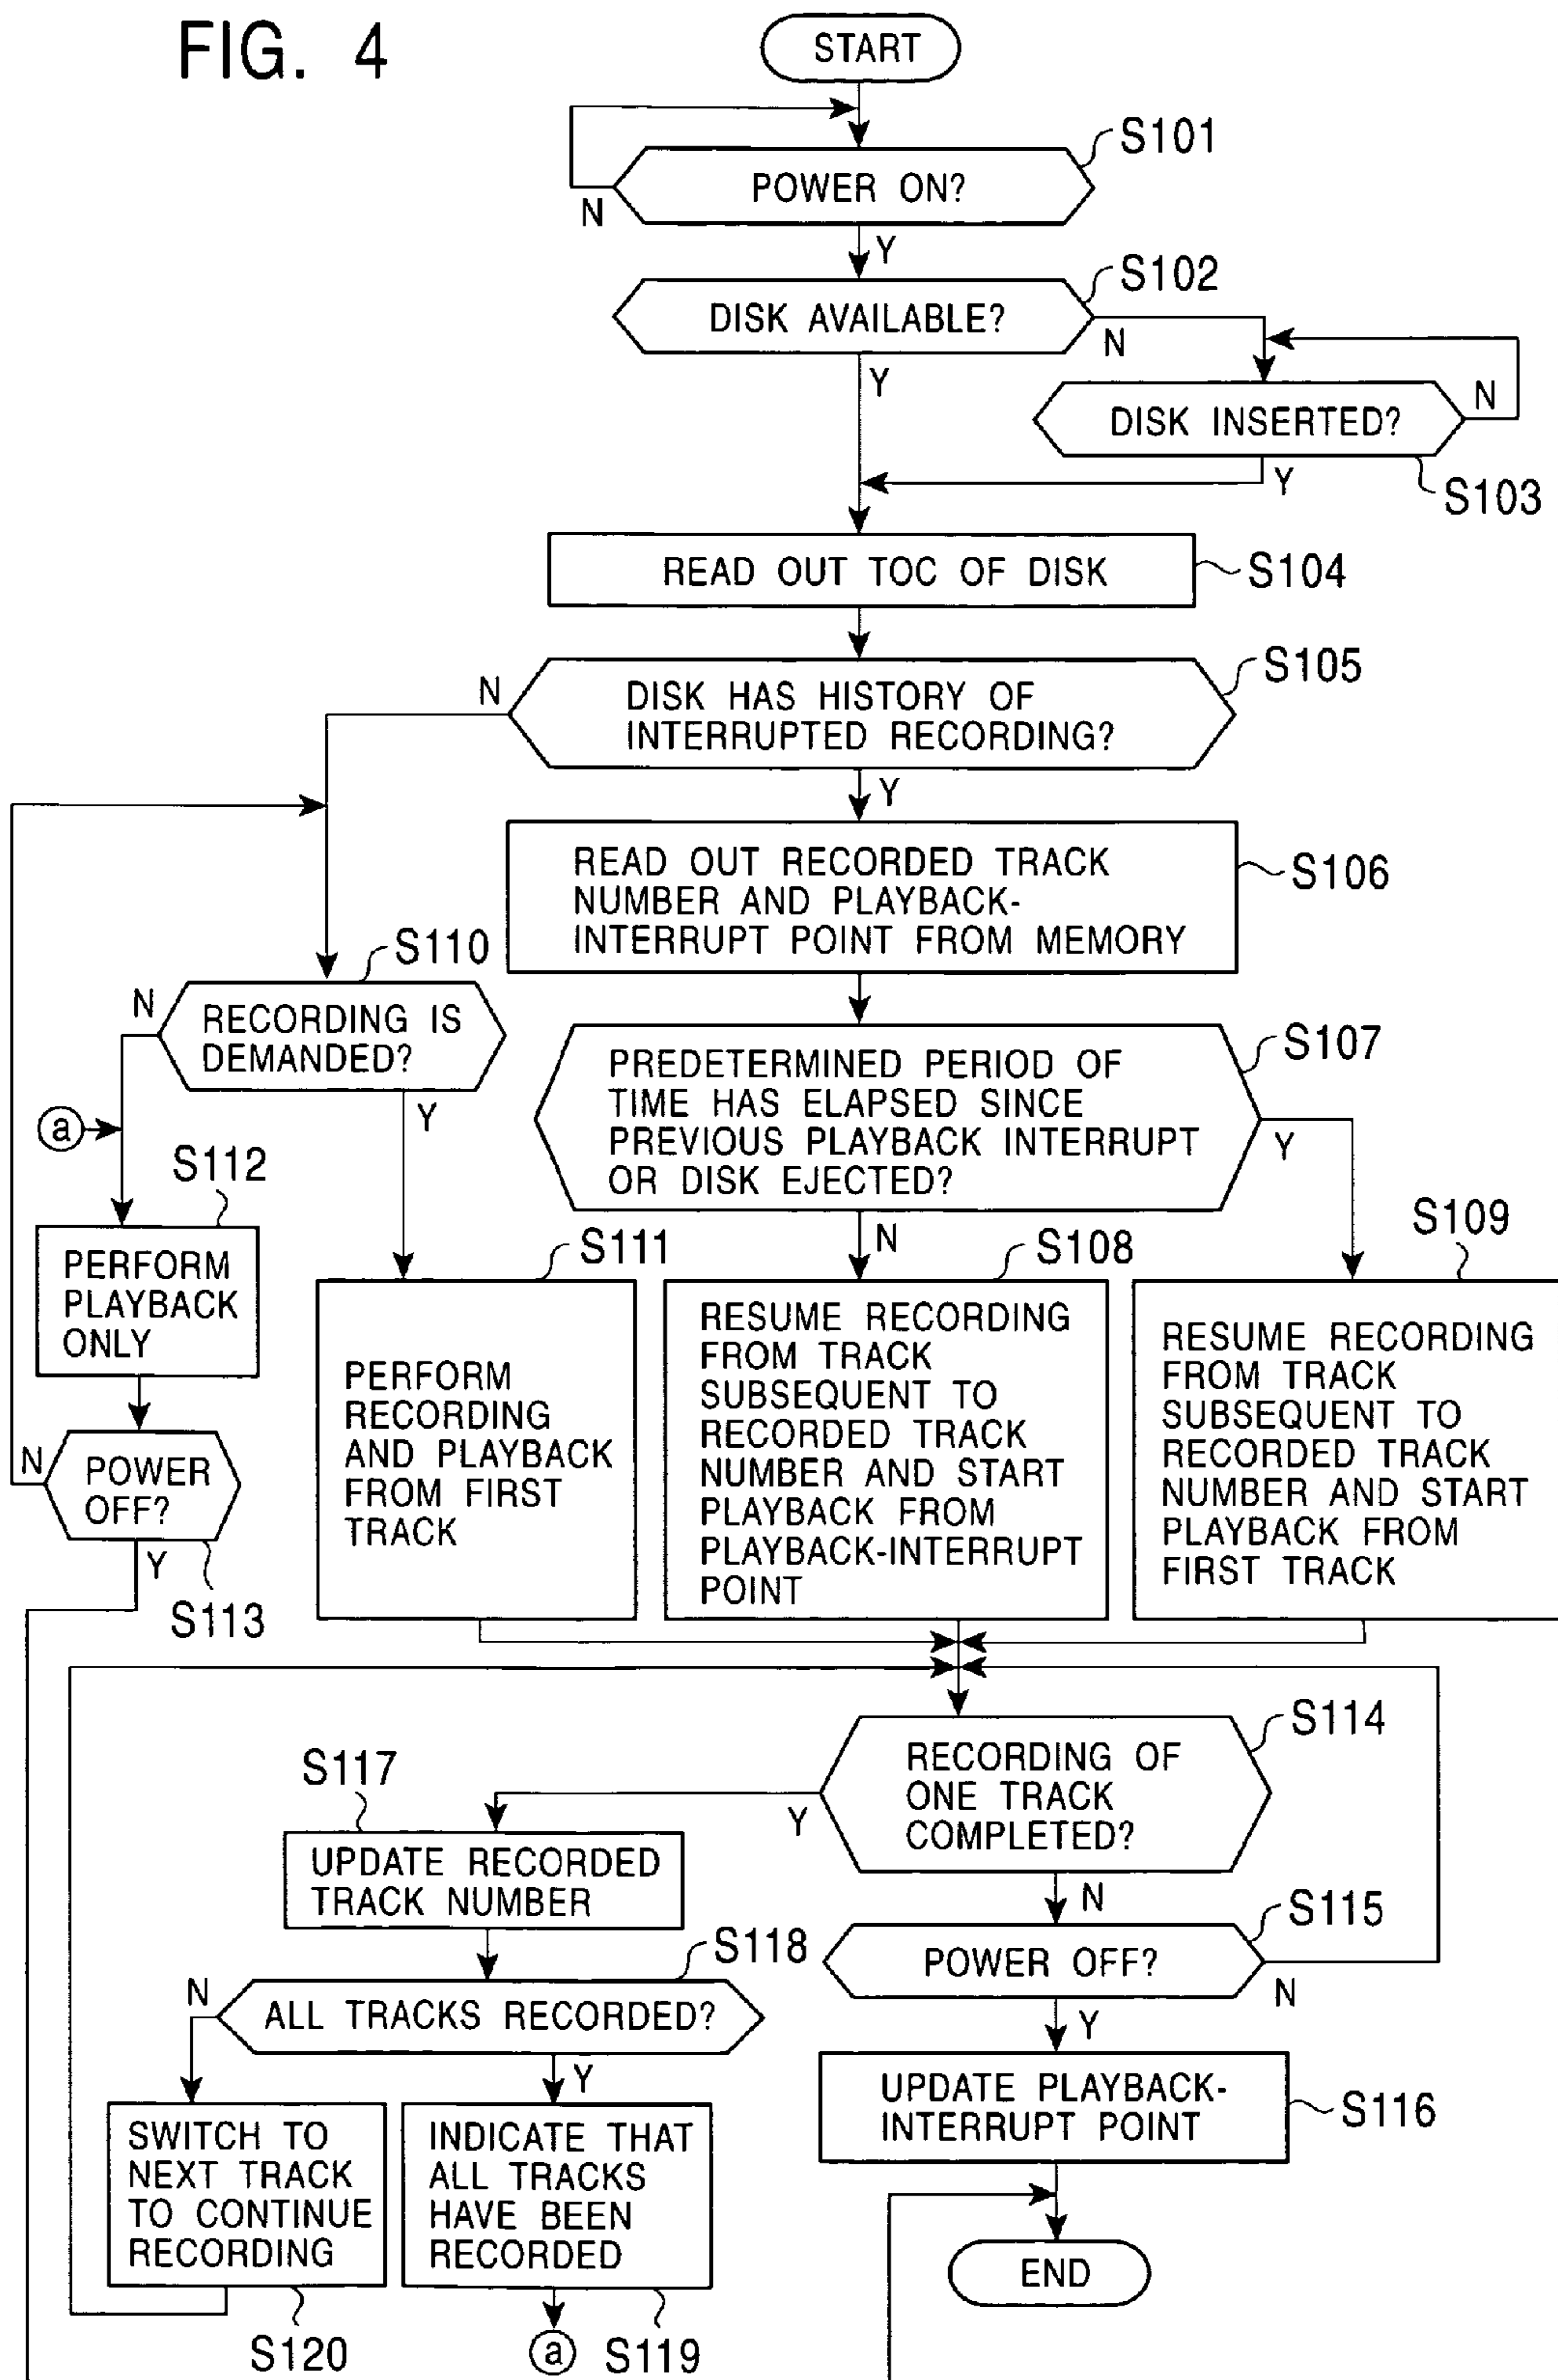 FIG. 4
START
S101
POWER ON?
N
Y
S102
DISK AVAILABLE?
N
Y
N
DISK INSERTED?
Y
S103
READ OUT TOC OF DISK
S104
S105
N
DISK HAS HISTORY OF
INTERRUPTED RECORDING?
Y
READ OUT RECORDED TRACK
NUMBER AND PLAYBACK-
INTERRUPT POINT FROM MEMORY
S106
S110
N
RECORDING IS
DEMANDED?
Y
a
S107
PREDETERMINED PERIOD OF
TIME HAS ELAPSED SINCE
PREVIOUS PLAYBACK INTERRUPT
OR DISK EJECTED?
Y
N
S112
PERFORM
PLAYBACK
ONLY
N
POWER
OFF?
Y
S113
S111
PERFORM
RECORDING
AND PLAYBACK
FROM FIRST
TRACK
S108
RESUME RECORDING
FROM TRACK
SUBSEQUENT TO
RECORDED TRACK
NUMBER AND START
PLAYBACK FROM
PLAYBACK-INTERRUPT
POINT
S109
RESUME RECORDING
FROM TRACK
SUBSEQUENT TO
RECORDED TRACK
NUMBER AND START
PLAYBACK FROM
FIRST TRACK
S114
RECORDING OF
ONE TRACK
COMPLETED?
Y
N
S117
UPDATE RECORDED
TRACK NUMBER
S115
POWER OFF?
N
Y
S118
N
ALL TRACKS RECORDED?
Y
UPDATE PLAYBACK-
INTERRUPT POINT
S116
SWITCH TO
NEXT TRACK
TO CONTINUE
RECORDING
S120
INDICATE THAT
ALL TRACKS
HAVE BEEN
RECORDED
S119
a
END